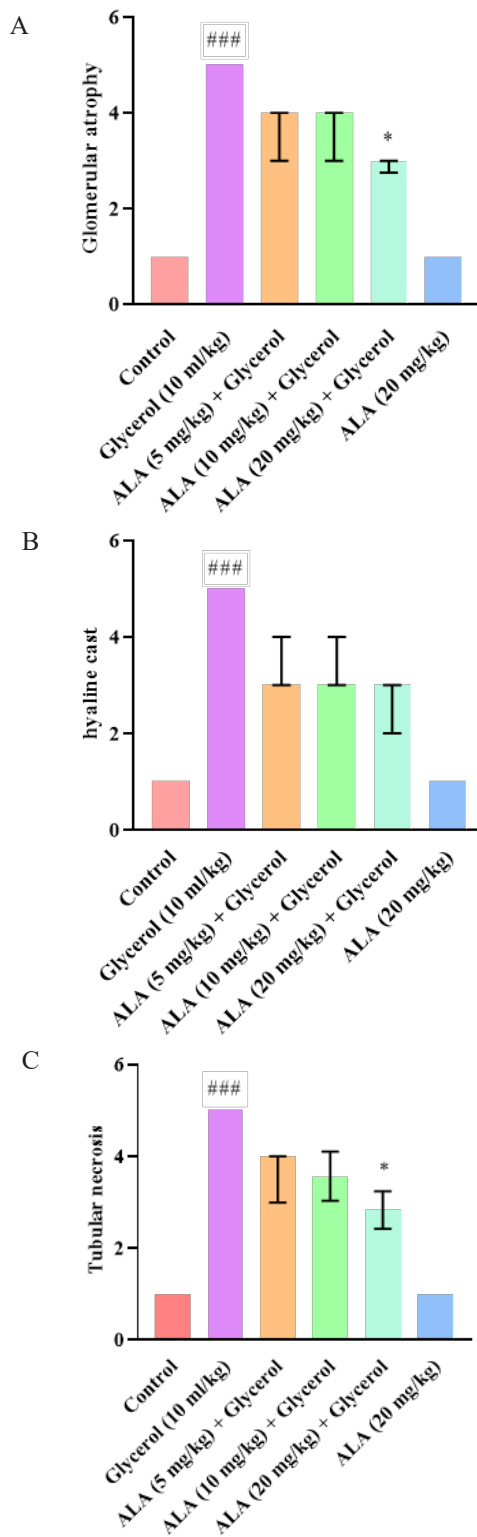 A
Glomerular atrophy
6
4
2
0
###
*
Control
Glycerol (10 ml/kg)
ALA (5 mg/kg) + Glycerol
ALA (10 mg/kg) + Glycerol
ALA (20 mg/kg) + Glycerol
ALA (20 mg/kg)
B
hyaline cast
6
4
2
0
###
Control
Glycerol (10 ml/kg)
ALA (5 mg/kg) + Glycerol
ALA (10 mg/kg) + Glycerol
ALA (20 mg/kg) + Glycerol
ALA (20 mg/kg)
C
Tubular necrosis
6
4
2
0
###
*
Control
Glycerol (10 ml/kg)
ALA (5 mg/kg) + Glycerol
ALA (10 mg/kg) + Glycerol
ALA (20 mg/kg) + Glycerol
ALA (20 mg/kg)